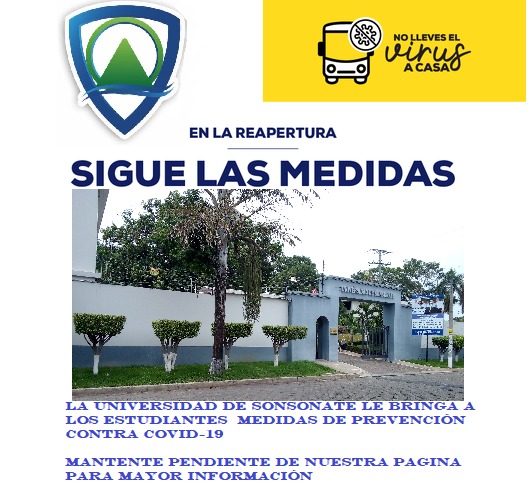 NO LLEVES EL
virus
A CASA
EN LA REAPERTURA
SIGUE LAS MEDIDAS
LA UNIVERSIDAD DE SONSONATE LE BRINGA A
LOS ESTUDIANTES MEDIDAS DE PREVENCIÓN
CONTRA COVID-19
MANTENTE PENDIENTE DE NUESTRA PAGINA
PARA MAYOR INFORMACIÓN